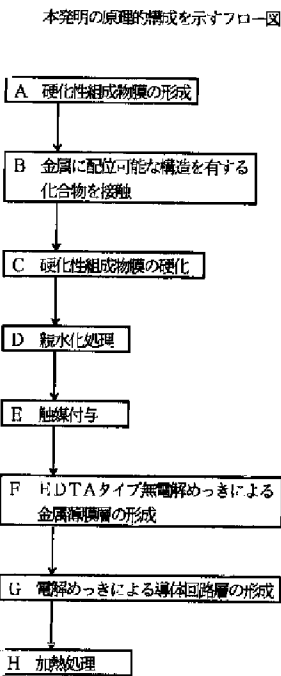 本発明の原理的構成を示すフロー図
A 硬化性組成物膜の形成
B 金属に配位可能な構造を有する
化合物を接触
C 硬化性組成物膜の硬化
D 親水化処理
E 触媒付与
F EDTAタイプ無電解めっきによる
金属薄膜層の形成
G 電解めっきによる導体回路層の形成
H 加熱処理